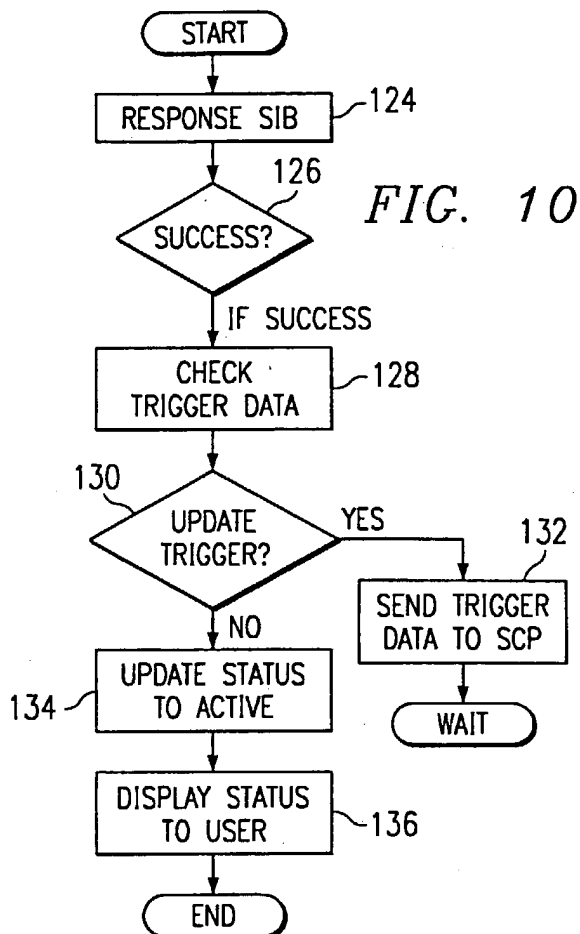 START
RESPONSE SIB
124
126
FIG. 10
SUCCESS?
IF SUCCESS
CHECK
TRIGGER DATA
128
130
UPDATE
TRIGGER?
YES
132
SEND TRIGGER
DATA TO SCP
NO
WAIT
134
UPDATE STATUS
TO ACTIVE
DISPLAY STATUS
TO USER
136
END